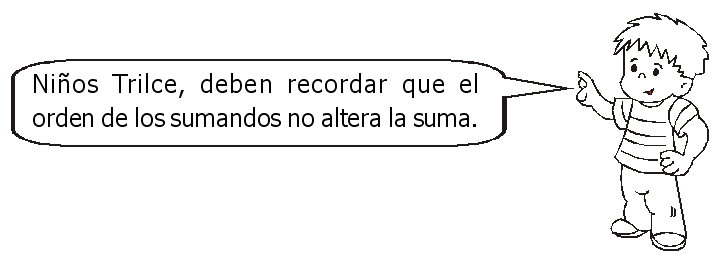 Niños Trilce, deben recordar que el
orden de los sumandos no altera la suma.